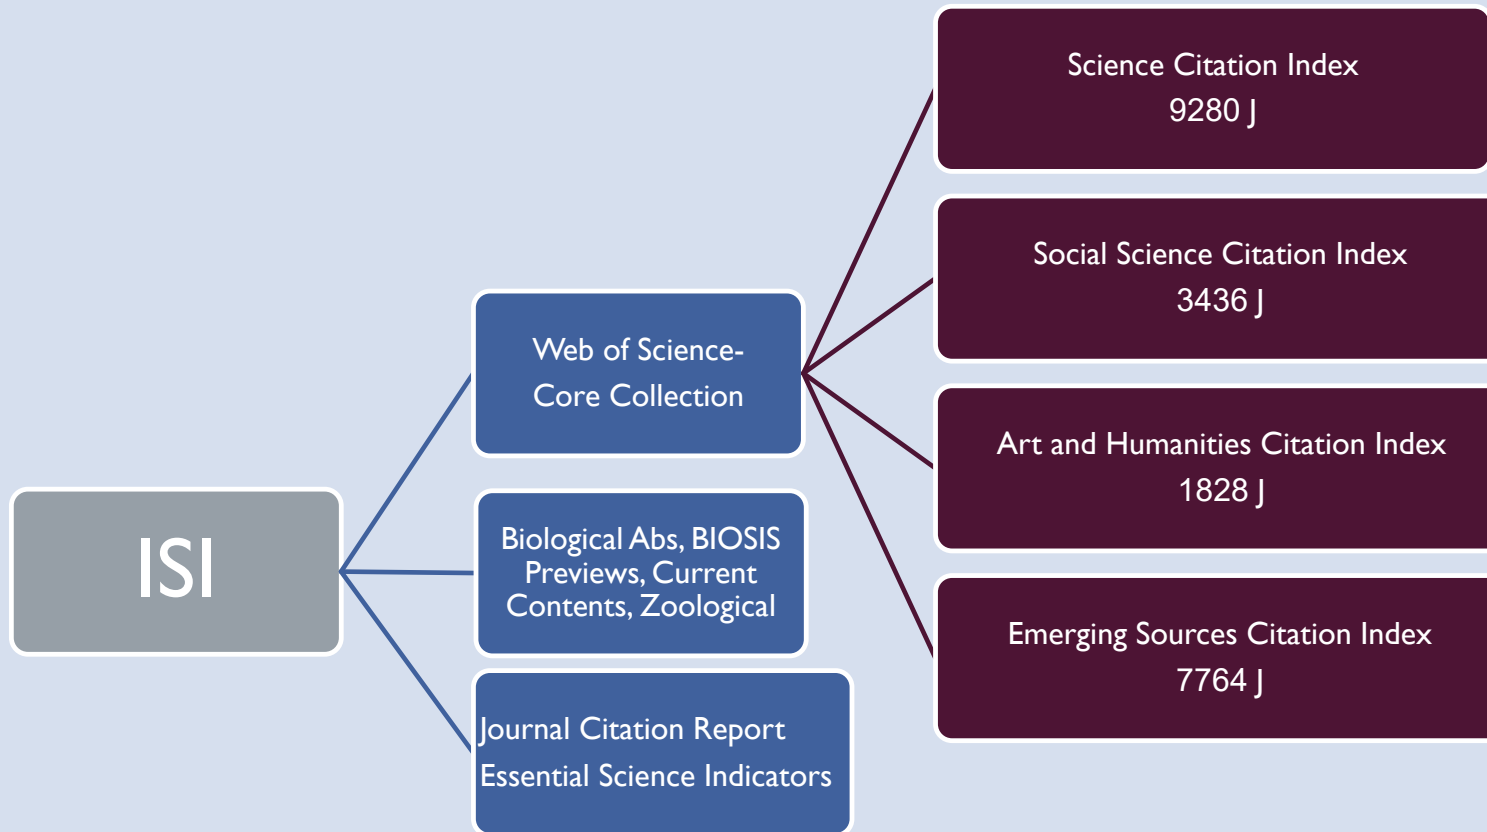 ISI
Web of Science-
Core Collection
Biological Abs, BIOSIS
Previews, Current
Contents, Zoological
Journal Citation Report
Essential Science Indicators
Science Citation Index
9280 J
Social Science Citation Index
3436 J
Art and Humanities Citation Index
1828 J
Emerging Sources Citation Index
7764 J